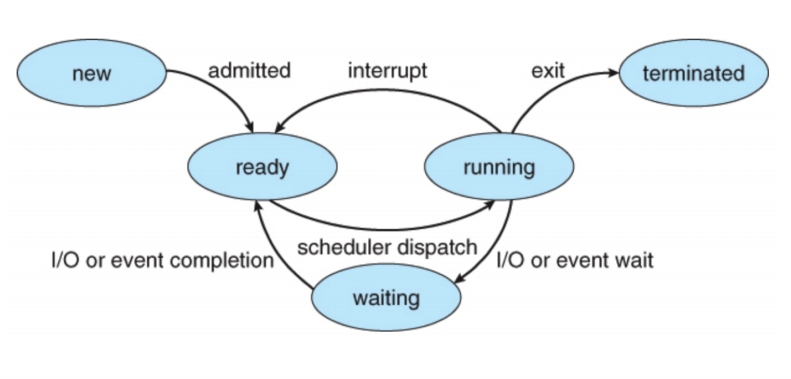 new
admitted
interrupt
exit
terminated
ready
running
scheduler dispatch
I/O or event completion
I/O or event wait
waiting